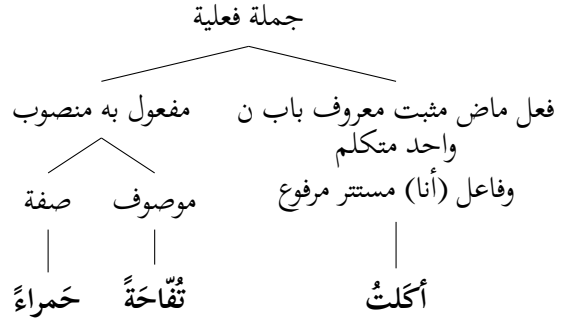 جملة فعلية
فعل ماض مثبت معروف باب ن
واحد متكلم
وفاعل (أنا) مستتر مرفوع
مفعول به منصوب
موصوف
صفة
أكَلتُ
تُفّاحَةً
حَمراءً